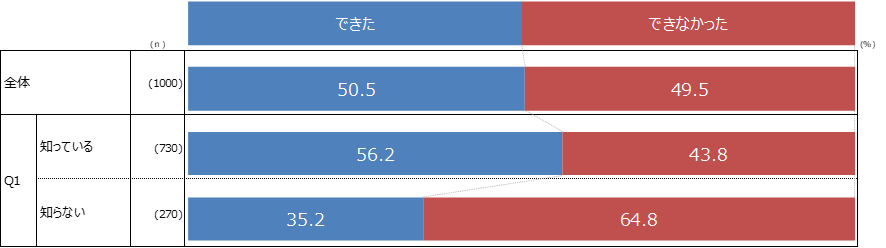 できた できなかった
(n) (%)
全体 (1000) 50.5 49.5
知っている (730) 56.2 43.8
Q1
知らない (270) 35.2 64.8